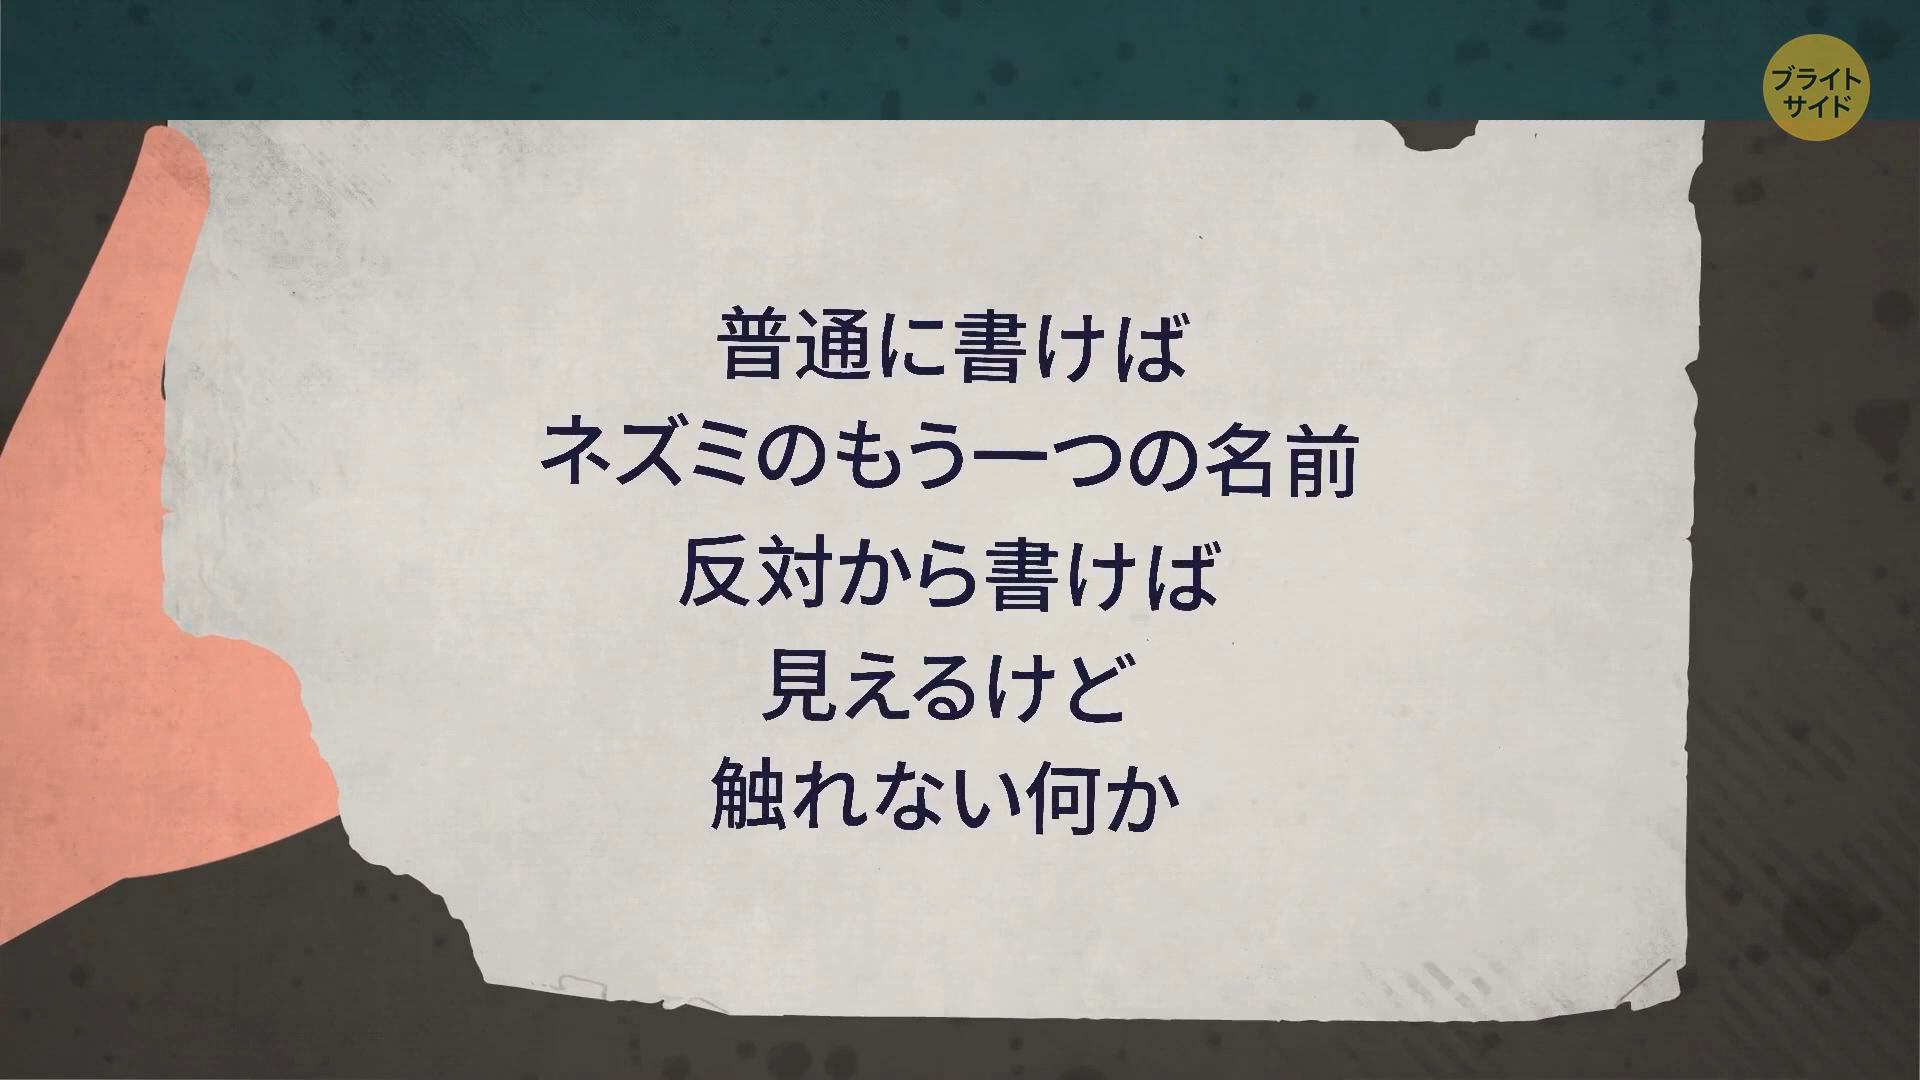 ブライト
サイド
普通に書けば
ネズミのもう一つの名前
反対から書けば
見えるけど
触れない何か